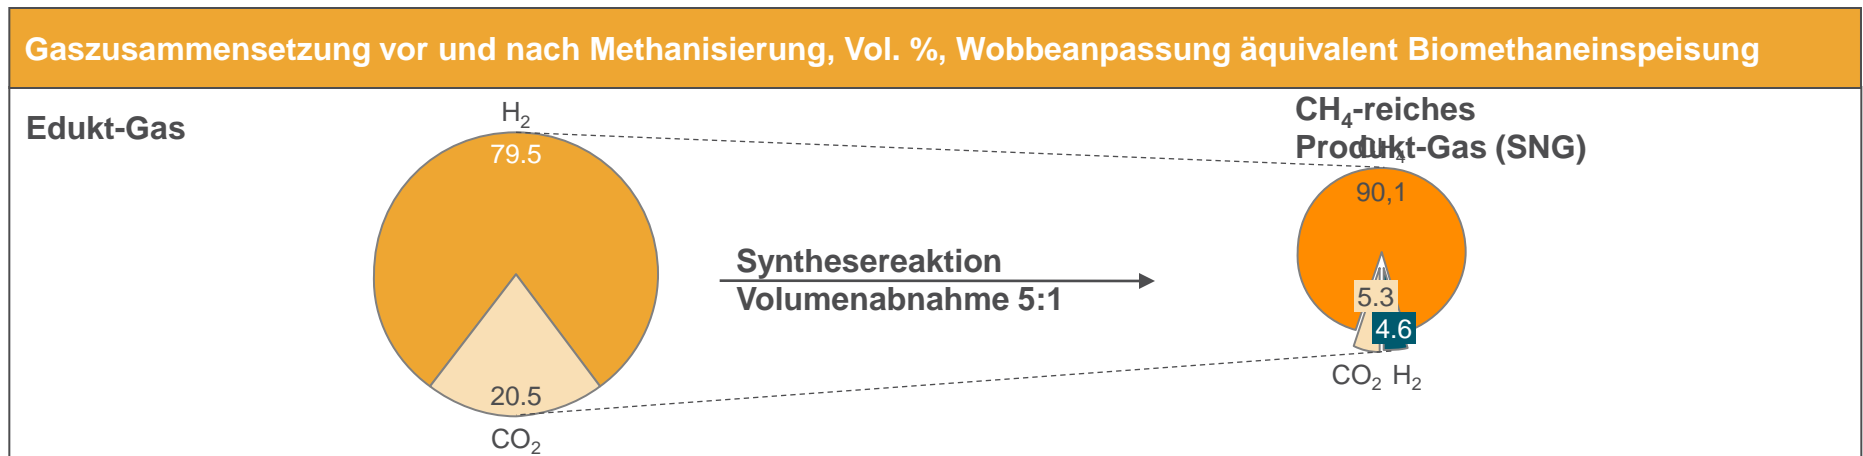 Gaszusammensetzung vor und nach Methanisierung, Vol. %, Wobbeanpassung äquivalent Biomethaneinspeisung
Edukt-Gas
H₂
79.5
20.5
CO₂
Synthesereaktion
Volumenabnahme 5:1
CH₄-reiches
Produkt-Gas (SNG)
CH₄
90,1
5.3
4.6
CO₂ H₂